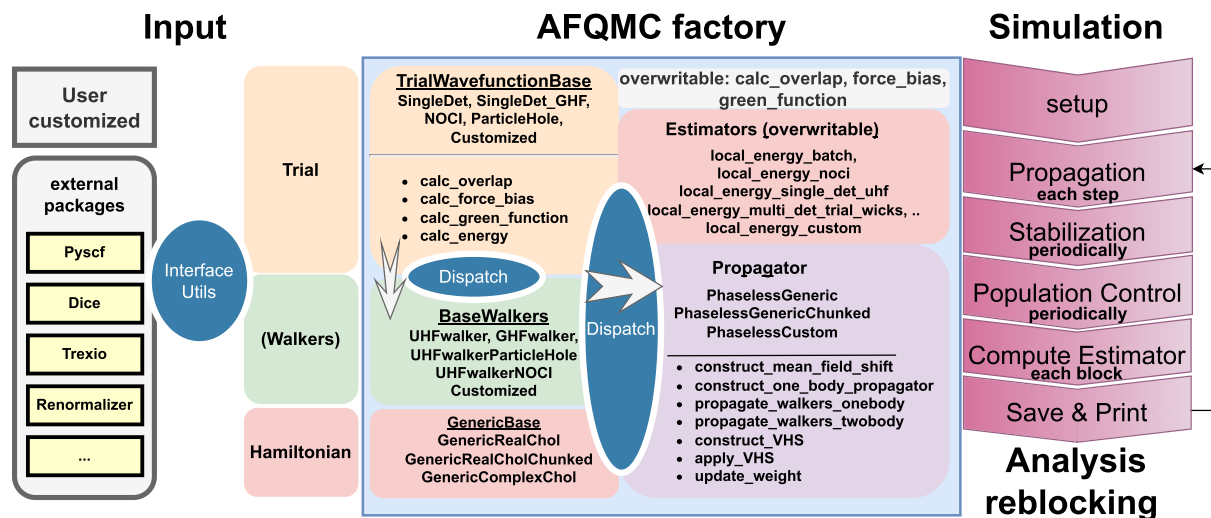 Input
AFQMC factory
Simulation
User
customized
external
packages
Pyscf
Dice
Trexio
Renormalizer
...
Interface
Utils
Trial
(Walkers)
Hamiltonian
TrialWavefunctionBase
SingleDet, SingleDet_GHF,
NOCI, ParticleHole,
Customized
• calc_overlap
• calc_force_bias
• calc_green_function
• calc_energy
Dispatch
BaseWalkers
UHFwalker, GHFwalker,
UHFwalkerParticleHole
UHFwalkerNOCI
Customized
GenericBase
GenericRealChol
GenericRealCholChunked
GenericComplexChol
Dispatch
overwritable: calc_overlap, force_bias,
green_function
Estimators (overwritable)
local_energy_batch,
local_energy_noci
local_energy_single_det_uhf
local_energy_multi_det_trial_wicks, ..
local_energy_custom
Propagator
PhaselessGeneric
PhaselessGenericChunked
PhaselessCustom
• construct_mean_field_shift
• construct_one_body_propagator
• propagate_walkers_onebody
• propagate_walkers_twobody
• construct_VHS
• apply_VHS
• update_weight
setup
Propagation
each step
Stabilization
periodically
Population Control
periodically
Compute Estimator
each block
Save & Print
Analysis
reblocking